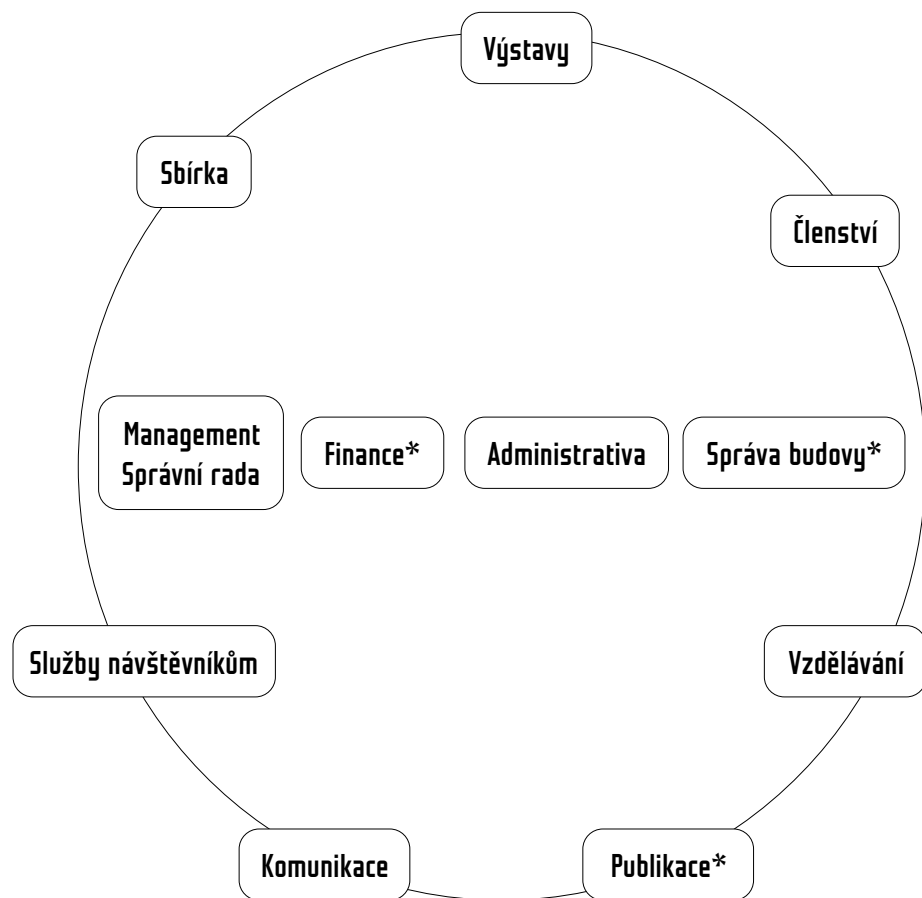 Výstavy
Sbírka
Členství
Management
Správní rada
Finance*
Administrativa
Správa budovy*
Služby návštěvníkům
Vzdělávání
Komunikace
Publikace*